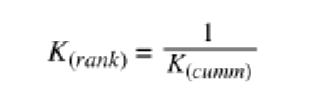 K(rank) = 1 / K(cumm)